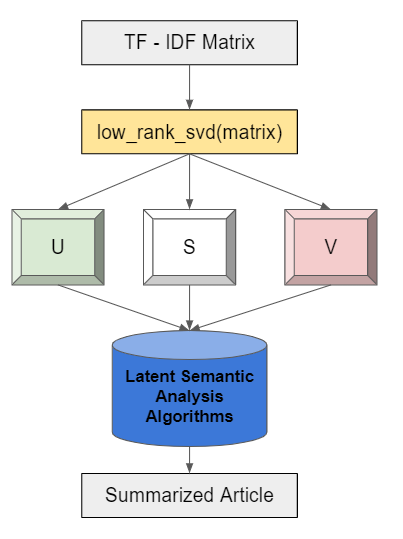 TF - IDF Matrix
low_rank_svd(matrix)
U
S
V
Latent Semantic
Analysis
Algorithms
Summarized Article